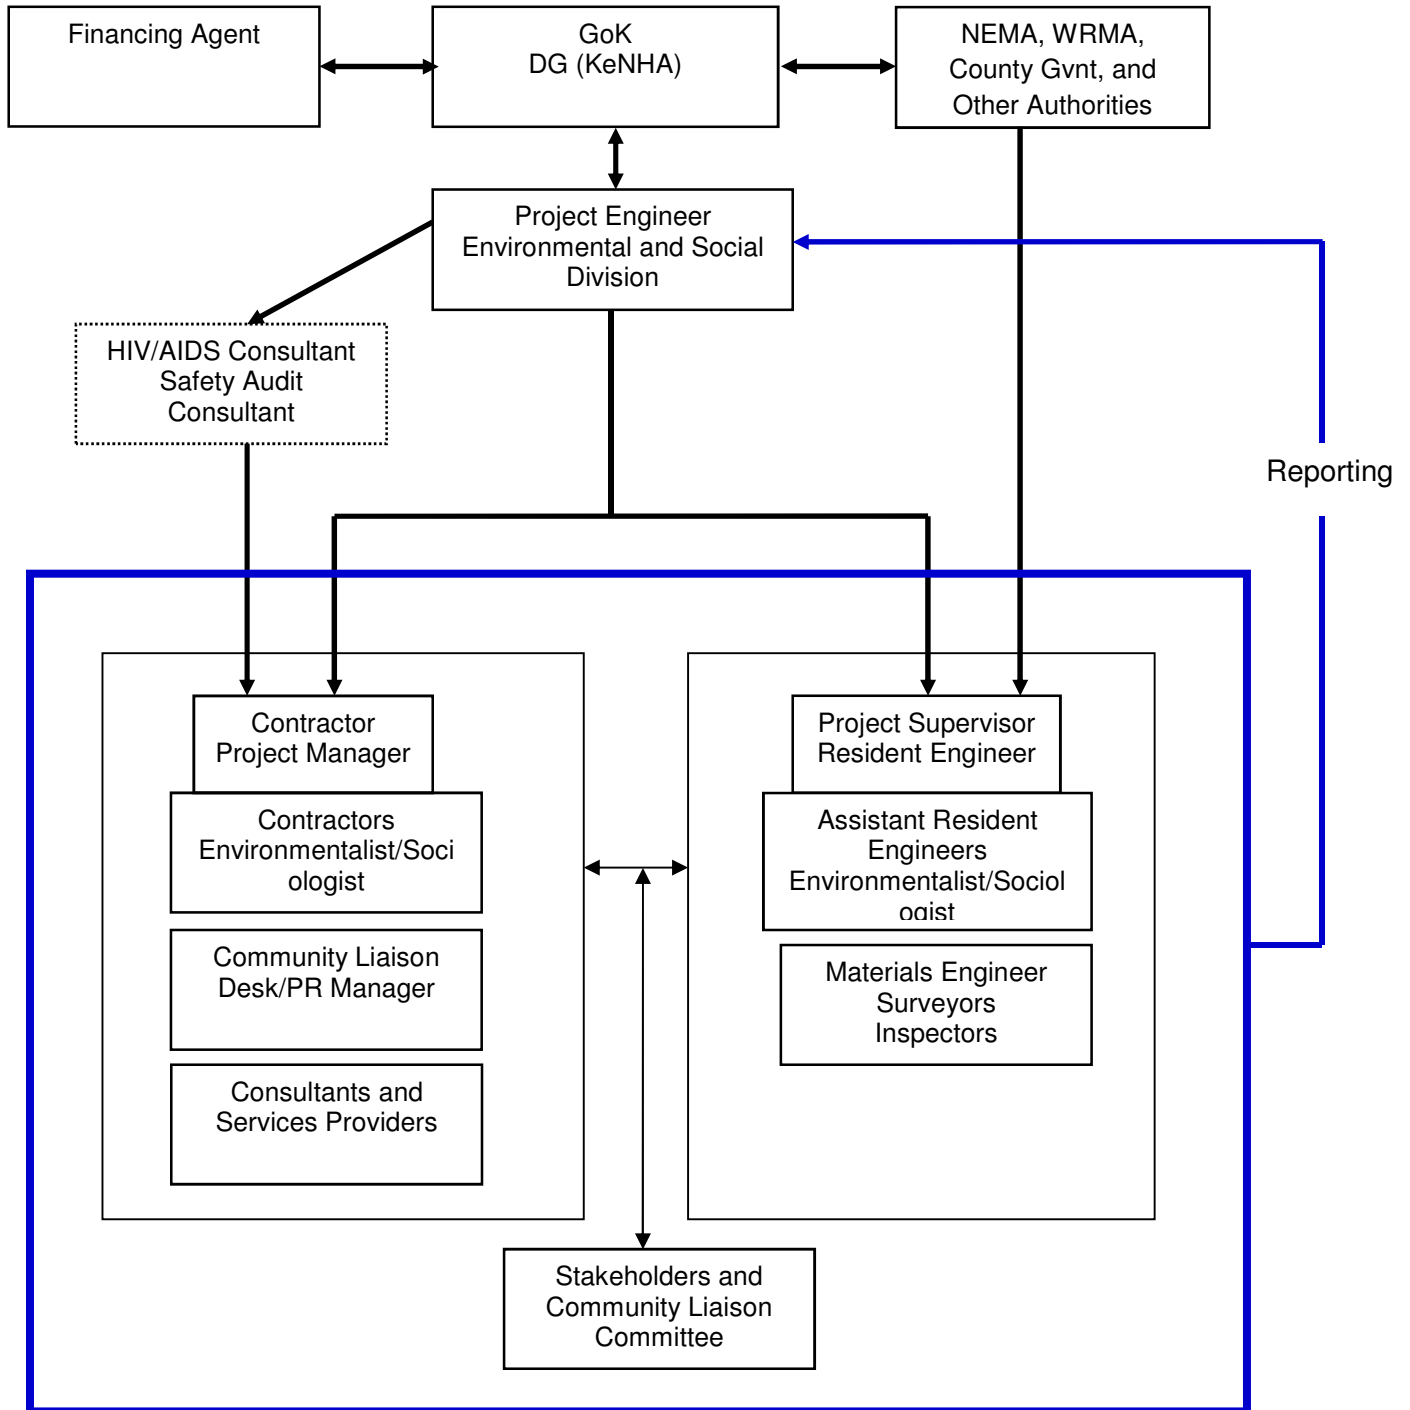 Financing Agent
GoK
DG (KeNHA)
NEMA, WRMA,
County Gvnt, and
Other Authorities
Project Engineer
Environmental and Social
Division
HIV/AIDS Consultant
Safety Audit
Consultant
Reporting
Contractor
Project Manager
Contractors
Environmentalist/Soci
ologist
Community Liaison
Desk/PR Manager
Consultants and
Services Providers
Project Supervisor
Resident Engineer
Assistant Resident
Engineers
Environmentalist/Sociol
ogist
Materials Engineer
Surveyors
Inspectors
Stakeholders and
Community Liaison
Committee